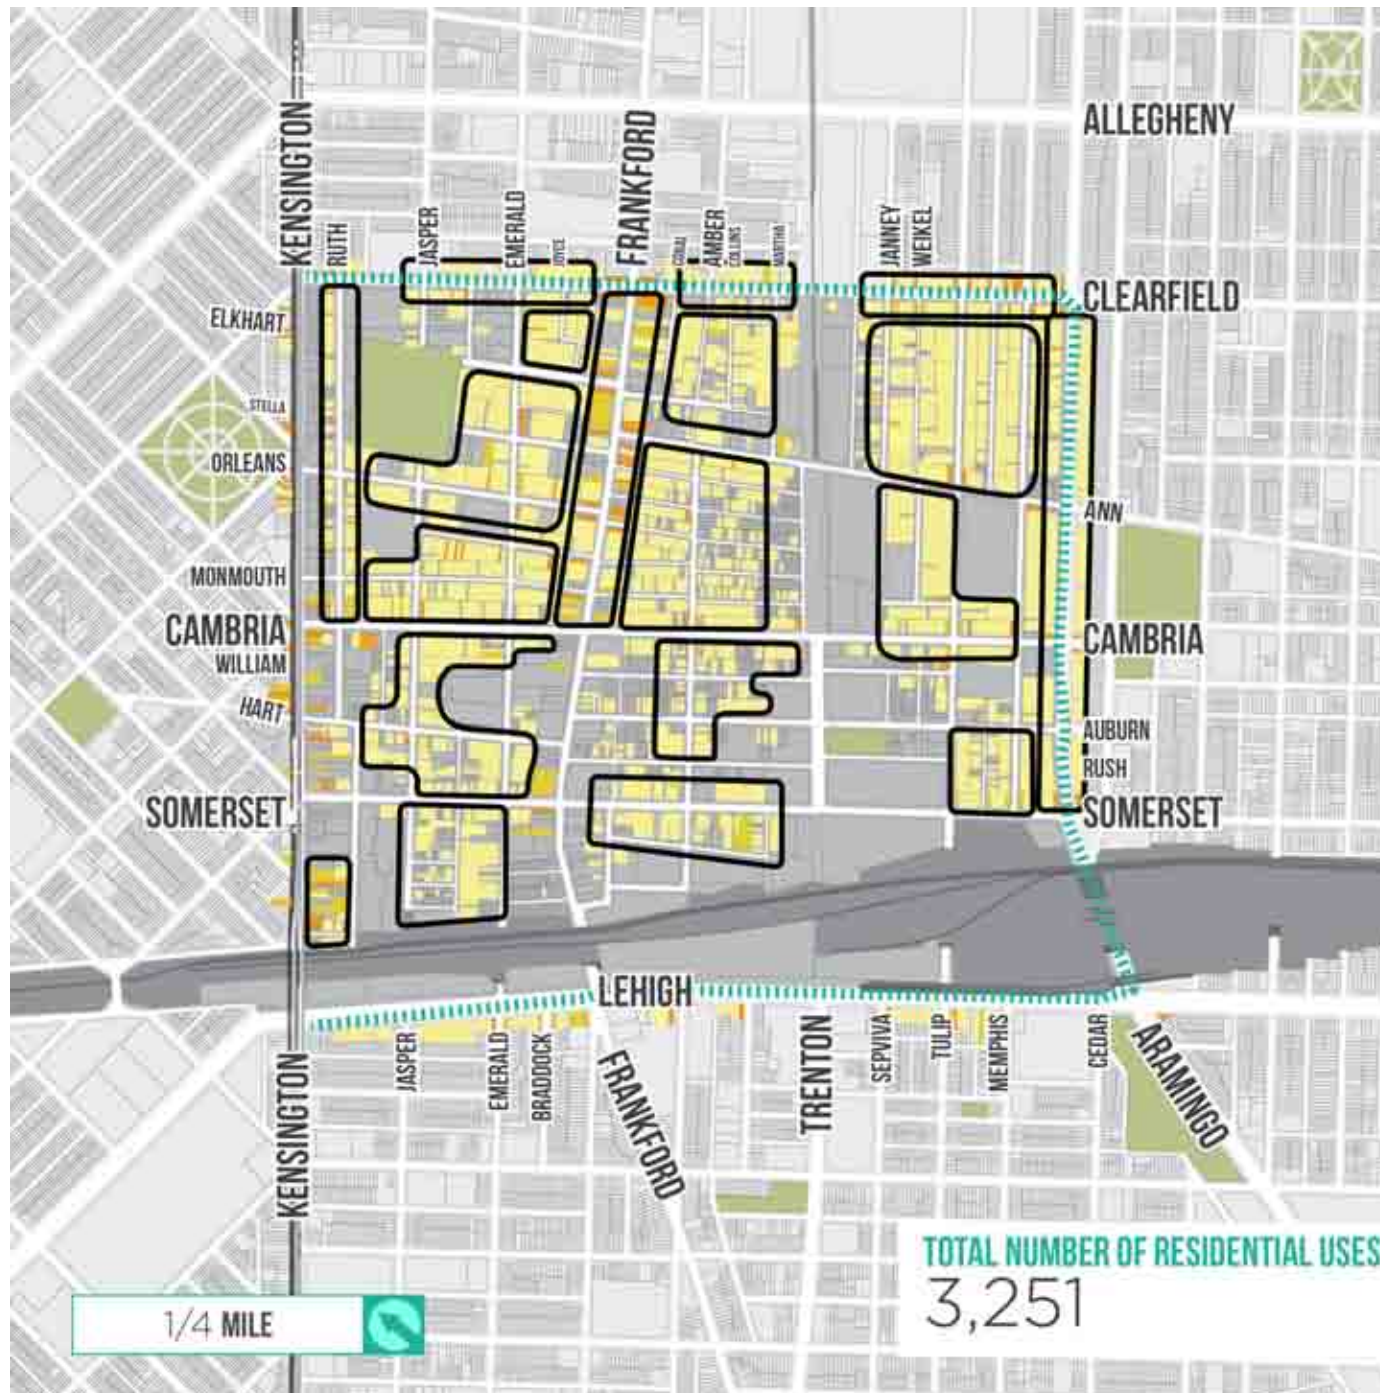 ALLEGHENY
KENSINGTON
RUTH
JASPER
EMERALD
JOYCE
FRANKFORD
CORAL
AMBER
COLLINS
MARTHA
JANNEY
WEIKEL
CLEARFIELD
ELKHART
STELLA
ORLEANS
ANN
MONMOUTH
CAMBRIA
CAMBRIA
WILLIAM
HART
AUBURN
RUSH
SOMERSET
SOMERSET
LEHIGH
KENSINGTON
JASPER
EMERALD
BRADDOCK
FRANKFORD
TRENTON
SEPVIVA
TULIP
MEMPHIS
CEDAR
ARAMINGO
TOTAL NUMBER OF RESIDENTIAL USES
3,251
1/4 MILE